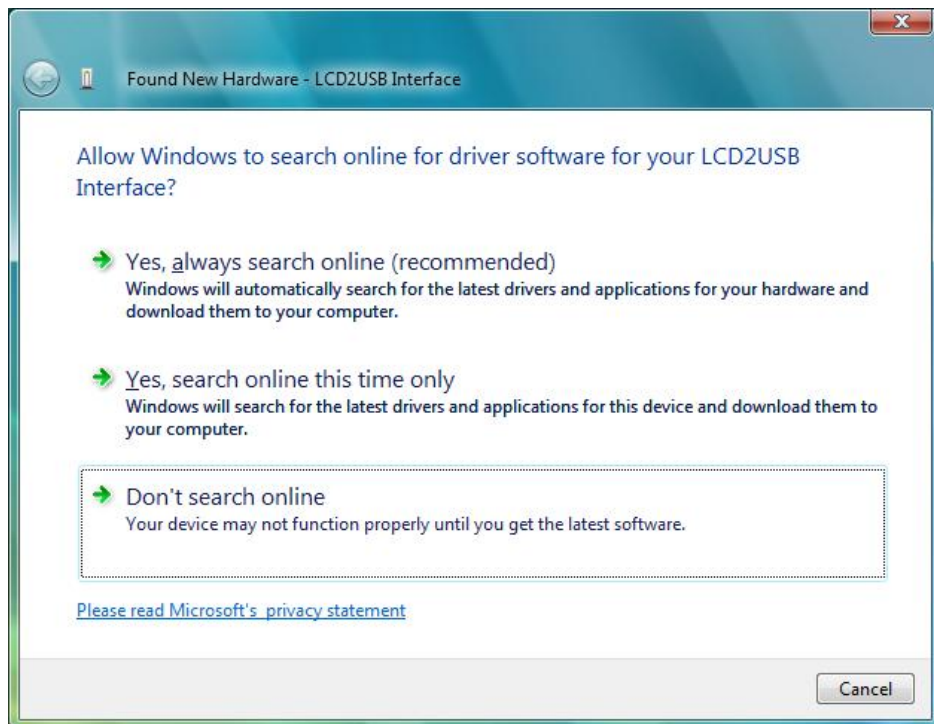 Found New Hardware - LCD2USB Interface
Allow Windows to search online for driver software for your LCD2USB
Interface?
Yes, always search online (recommended)
Windows will automatically search for the latest drivers and applications for your hardware and
download them to your computer.
Yes, search online this time only
Windows will search for the latest drivers and applications for this device and download them to
your computer.
Don't search online
Your device may not function properly until you get the latest software.
Please read Microsoft's privacy statement
Cancel